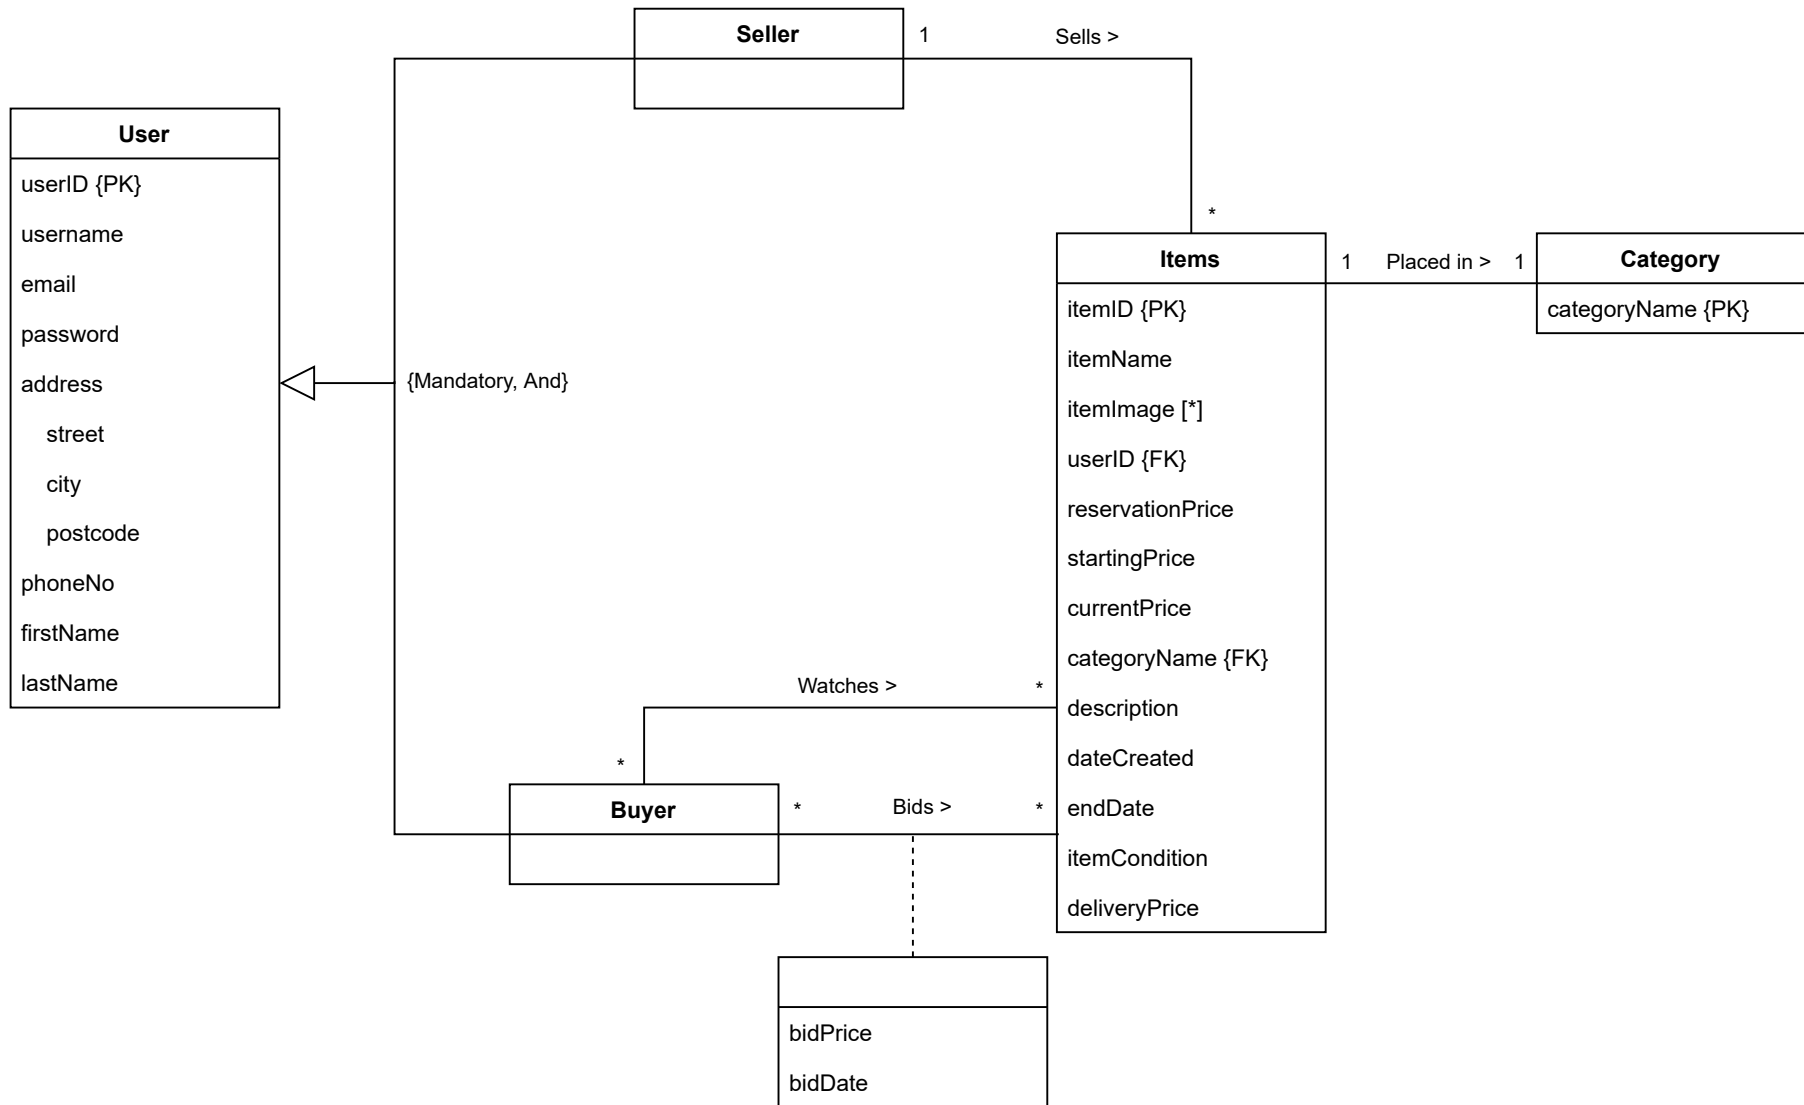 Seller
1
Sells >
User
userID {PK}
username
email
password
address
street
city
postcode
phoneNo
firstName
lastName
{Mandatory, And}
*
Items
itemID {PK}
itemName
itemImage [*]
userID {FK}
reservationPrice
startingPrice
currentPrice
categoryName {FK}
description
dateCreated
endDate
itemCondition
deliveryPrice
1
Placed in >
1
Category
categoryName {PK}
Watches >
*
*
Buyer
*
Bids >
*
bidPrice
bidDate